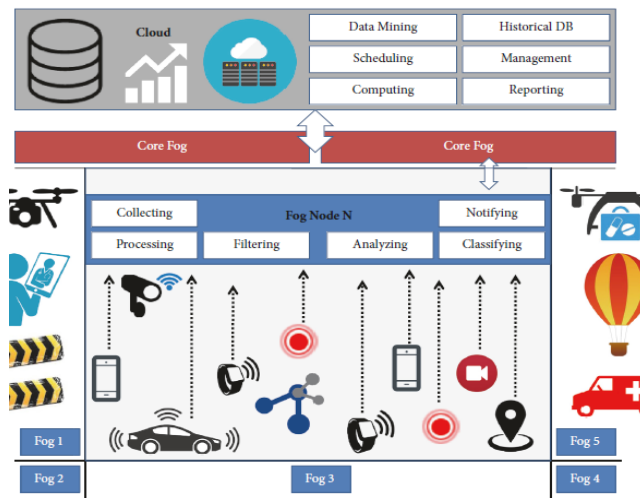 Cloud
Data Mining
Historical DB
Scheduling
Management
Computing
Reporting
Core Fog
Core Fog
Collecting
Fog Node N
Notifying
Processing
Filtering
Analyzing
Classifying
Fog 1
Fog 5
Fog 2
Fog 3
Fog 4